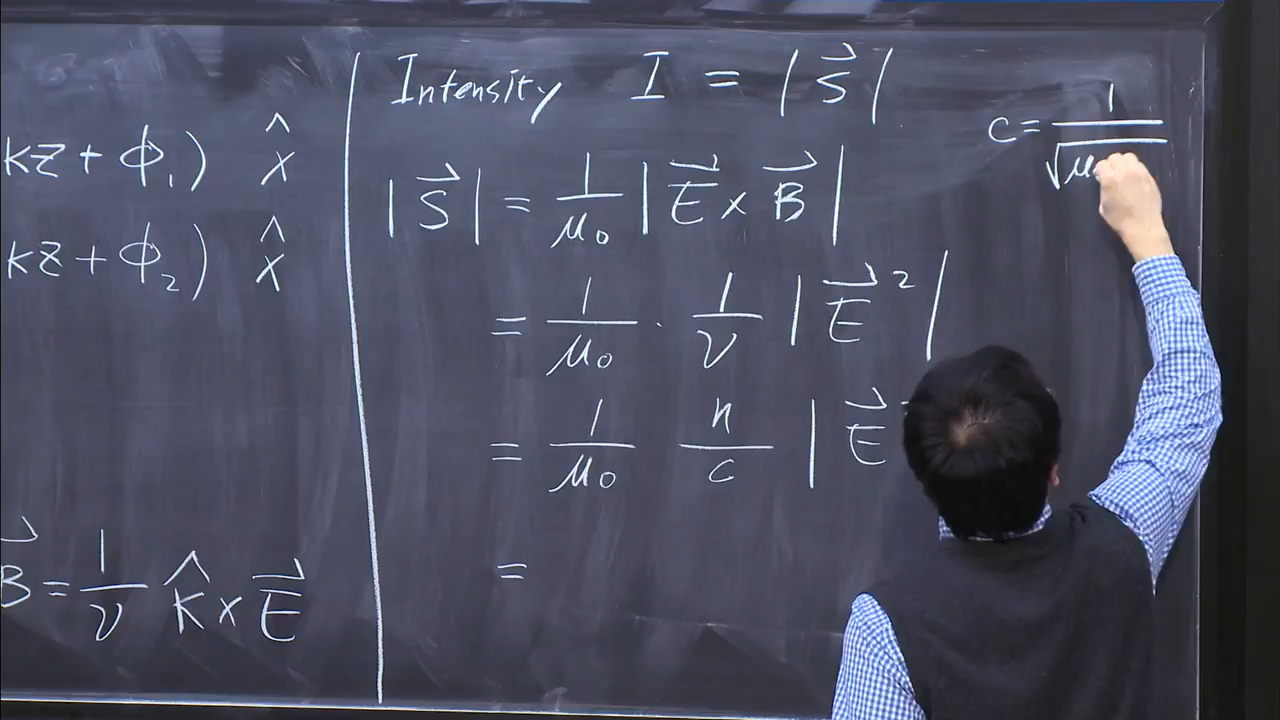 kz + ϕ₁) x̂
kz + ϕ₂) x̂
B⃗ = 1/v k̂ × E⃗
Intensity I = |S⃗|
|S⃗| = 1/μ₀ |E⃗ × B⃗|
= 1/μ₀ · 1/v |E⃗²|
= 1/μ₀ n/c |E⃗
=
c = 1/√μ